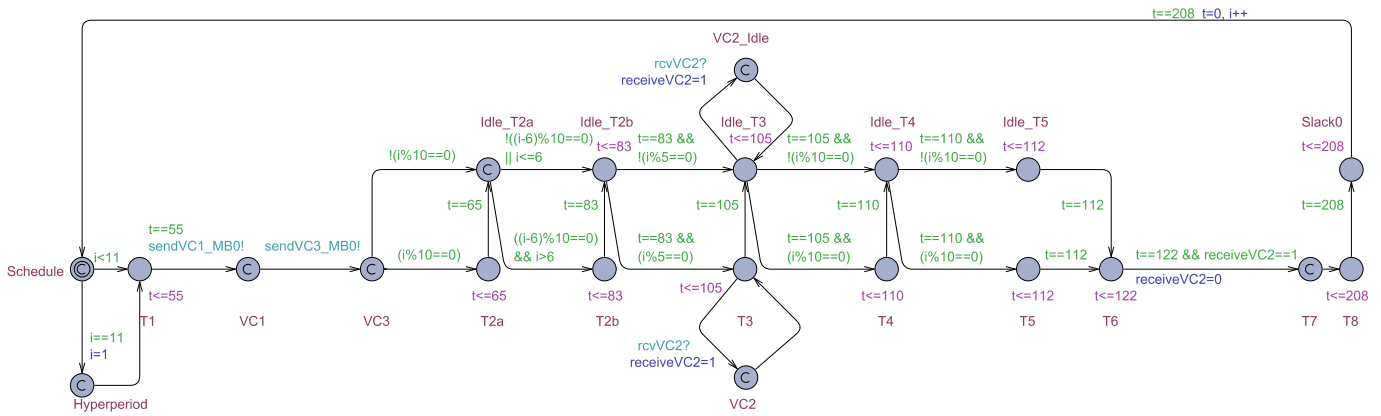 t==208 t=0, i++
VC2_Idle
rcvVC2?
receiveVC2=1
C
Idle_T2a
Idle_T2b
Idle_T3
Idle_T4
Idle_T5
Slack0
!((i-6)%10==0)
|| i<=6
t<=83
t==83 &&
!(i%5==0)
t<=105
t==105 &&
!(i%10==0)
t<=110
t==110 &&
!(i%10==0)
t<=112
t<=208
!(i%10==0)
C
t==65
t==83
t==105
t==110
t==112
t==208
t==55
sendVC1_MB0!
sendVC3_MB0!
(i%10==0)
((i-6)%10==0)
&& i>6
t==83 &&
(i%5==0)
t==105 &&
(i%10==0)
t==110 &&
(i%10==0)
t==112
t==122 && receiveVC2==1
receiveVC2=0
Schedule
C
i<11
C
C
C
t<=55
t<=65
t<=83
t<=105
t<=110
t<=112
t<=122
t<=208
T1
VC1
VC3
T2a
T2b
T3
T4
T5
T6
T7
T8
i==11
i=1
rcvVC2?
receiveVC2=1
C
C
Hyperperiod
VC2